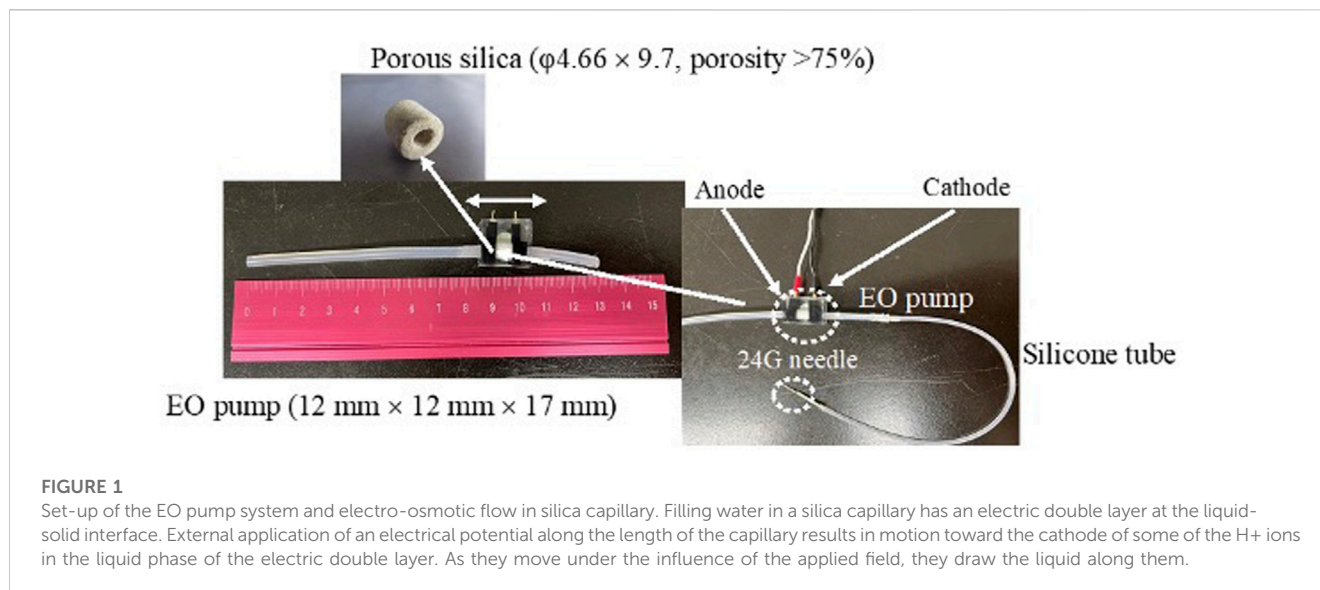 Porous silica (φ4.66 × 9.7, porosity >75%)
Anode
Cathode
EO pump
24G needle
Silicone tube
0 1 2 3 4 5 6 7 8 9 10 11 12 13 14 15
EO pump (12 mm × 12 mm × 17 mm)
FIGURE 1
Set-up of the EO pump system and electro-osmotic flow in silica capillary. Filling water in a silica capillary has an electric double layer at the liquid-
solid interface. External application of an electrical potential along the length of the capillary results in motion toward the cathode of some of the H+ ions
in the liquid phase of the electric double layer. As they move under the influence of the applied field, they draw the liquid along them.